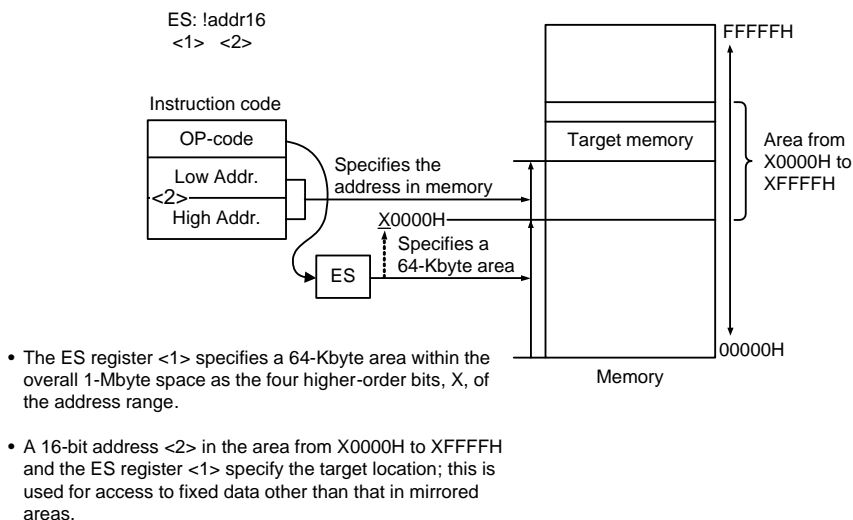 ES: !addr16
<1> <2>
FFFFFH
Instruction code
OP-code
Low Addr.
<2>
High Addr.
Specifies the
address in memory
Target memory
Area from
X0000H to
XFFFFH
X0000H
Specifies a
64-Kbyte area
ES
00000H
Memory
• The ES register <1> specifies a 64-Kbyte area within the
overall 1-Mbyte space as the four higher-order bits, X, of
the address range.
• A 16-bit address <2> in the area from X0000H to XFFFFH
and the ES register <1> specify the target location; this is
used for access to fixed data other than that in mirrored
areas.